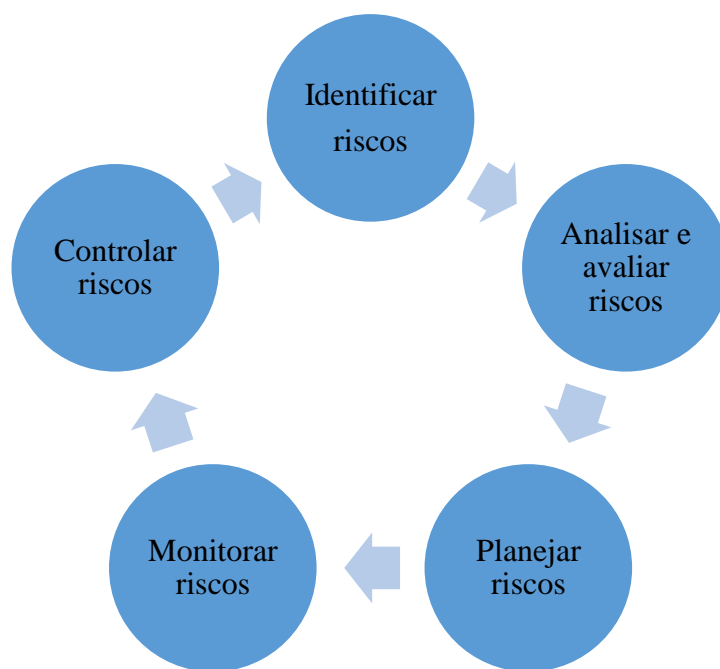 Identificar
riscos
Analisar e
avaliar
riscos
Planejar
riscos
Monitorar
riscos
Controlar
riscos